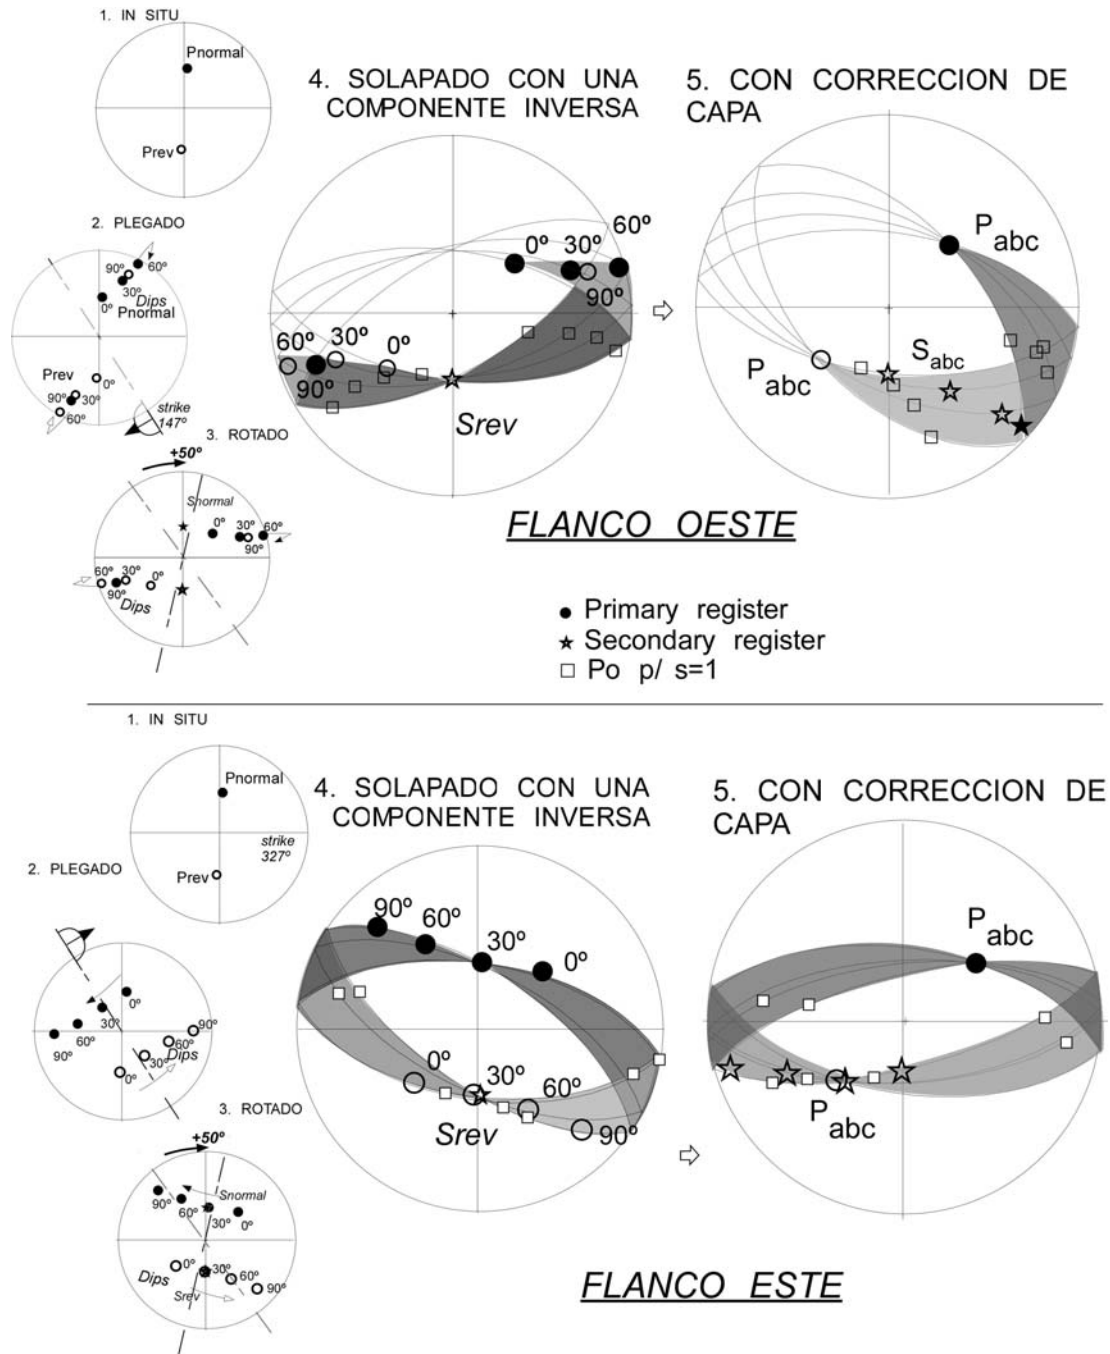 1. IN SITU
Pnormal
Prev
2. PLEGADO
90º
60º
30º
Dips
0º
Pnormal
Prev
0º
90º
30º
60º
strike
147º
3. ROTADO
+50º
Snormal
0º
30º
60º
90º
60º
30º
0º
90º
Dips
4. SOLAPADO CON UNA
COMPONENTE INVERSA
60º
0º
30º
90º
60º
30º
0º
90º
Srev
5. CON CORRECCION DE
CAPA
Pabc
Pabc
Sabc
FLANCO OESTE
Primary register
Secondary register
Po p/ s=1
1. IN SITU
Pnormal
strike
327º
Prev
2. PLEGADO
0º
30º
60º
90º
90º
60º
Dips
30º
0º
3. ROTADO
+50º
Snormal
90º
60º
30º
0º
0º
30º
60º
90º
Dips
Srev
4. SOLAPADO CON UNA
COMPONENTE INVERSA
90º
60º
30º
0º
0º
30º
60º
90º
Srev
5. CON CORRECCION DE
CAPA
Pabc
Pabc
FLANCO ESTE